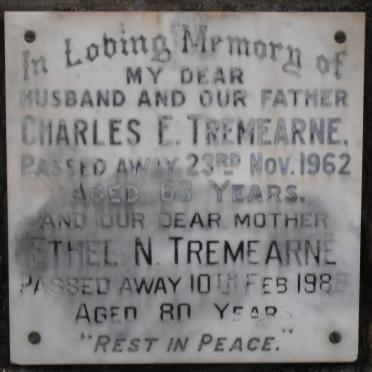 In Loving Memory of
MY DEAR
HUSBAND AND OUR FATHER
CHARLES E. TREMEARNE.
PASSED AWAY 23RD NOV. 1962
AGED 63 YEARS.
AND OUR DEAR MOTHER
ETHEL N. TREMEARNE
PASSED AWAY 10TH FEB
AGED 80 YEARS
"REST IN PEACE."